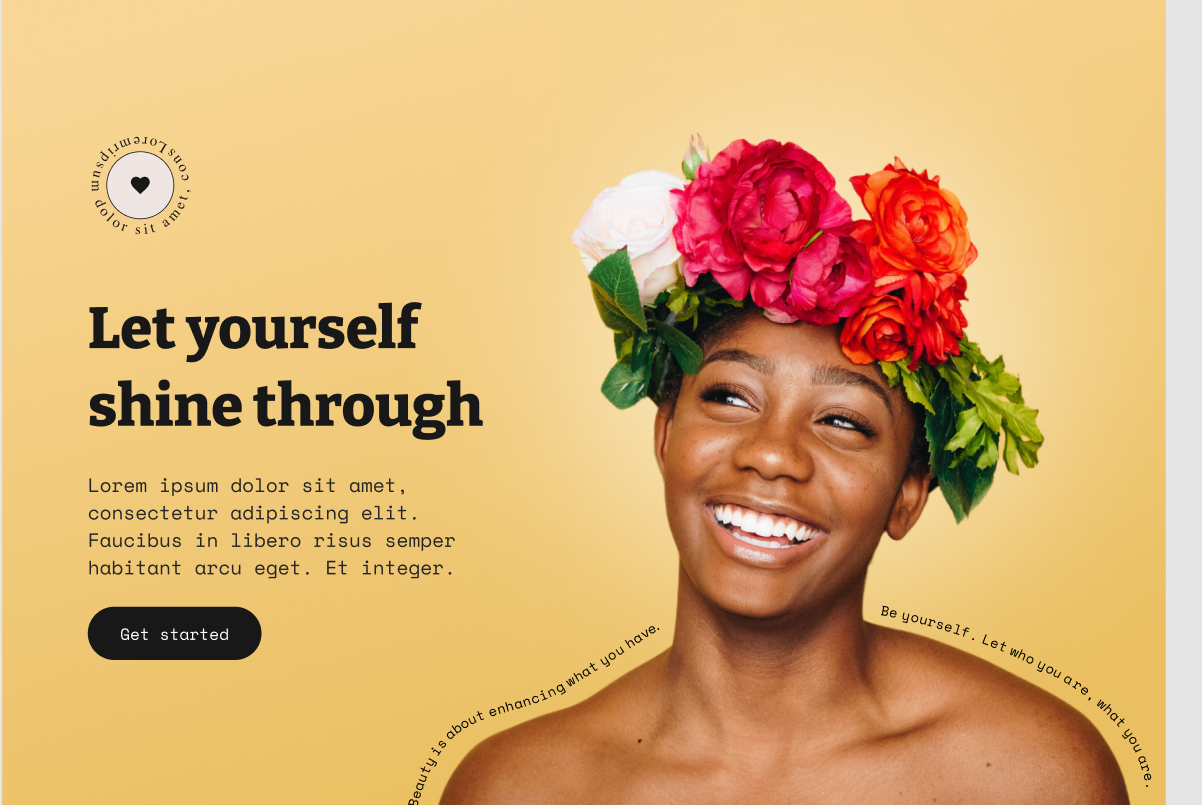 Loremipsum dolor sit amet, cons
Let yourself
shine through
Lorem ipsum dolor sit amet,
consectetur adipiscing elit.
Faucibus in libero risus semper
habitant arcu eget. Et integer.
Get started
Beauty is about enhancing what you have.
Be yourself. Let who you are, what you are.